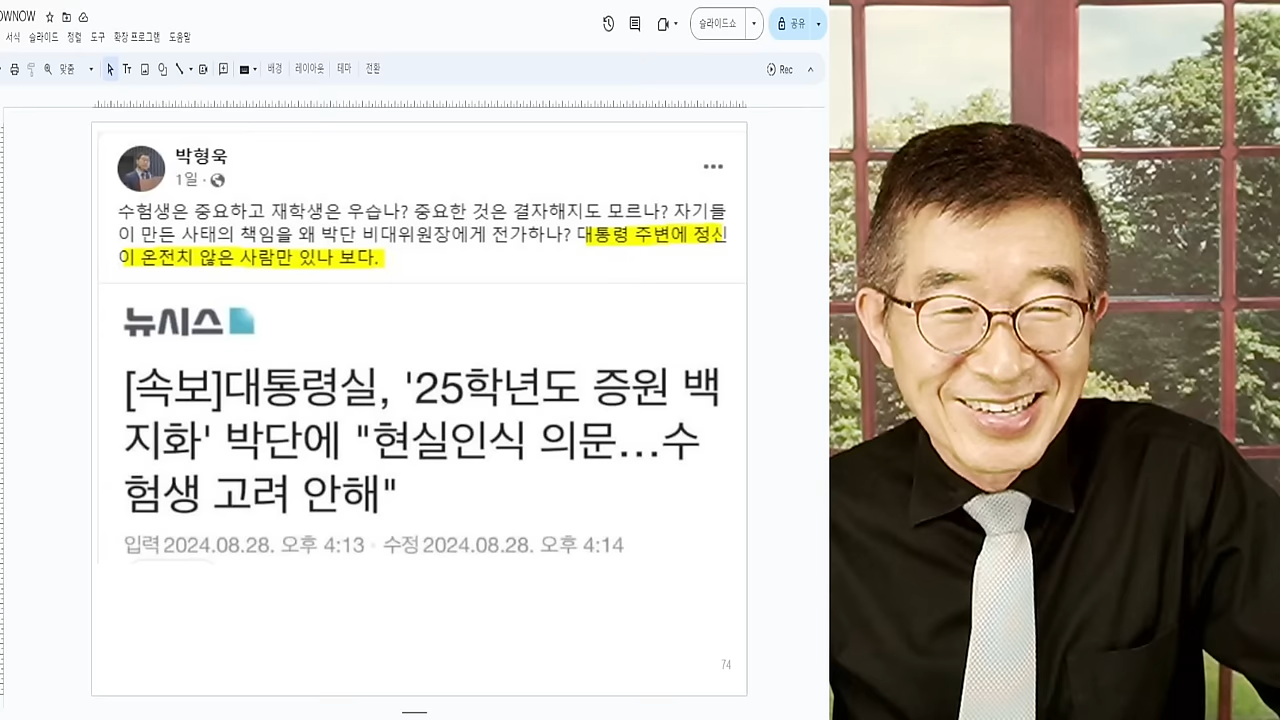 OWNOW
서식 슬라이드 정렬 도구 확장 프로그램 도움말
슬라이드쇼
공유
맞춤
Tт
배경 레이아웃 테마 전환
Rec
박형욱
1일
수험생은 중요하고 재학생은 우습나? 중요한 것은 결자해지도 모르나? 자기들
이 만든 사태의 책임을 왜 박단 비대위원장에게 전가하나? 대통령 주변에 정신
이 온전치 않은 사람만 있나 보다.
뉴시스
[속보]대통령실, '25학년도 증원 백
지화' 박단에 "현실인식 의문…수
험생 고려 안해"
입력 2024.08.28. 오후 4:13 · 수정 2024.08.28. 오후 4:14
74